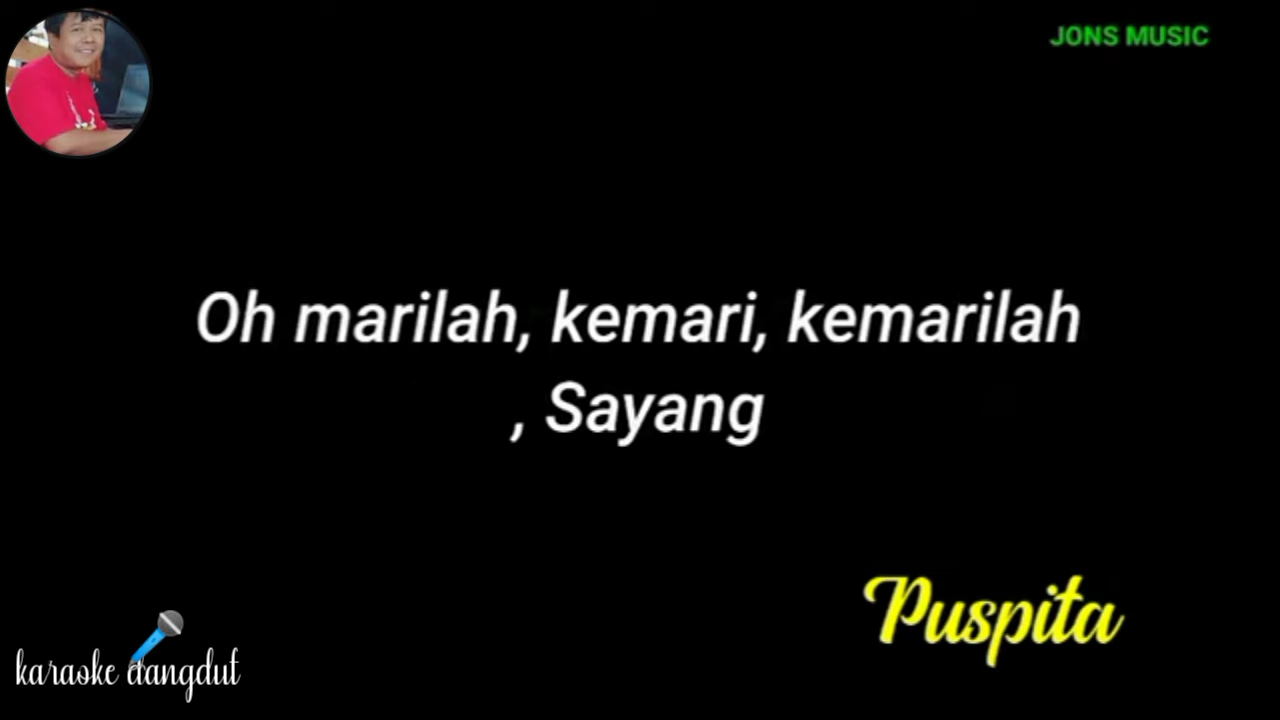 JONS MUSIC
Oh marilah, kemari, kemarilah
, Sayang
Puspita
karaoke dangdut